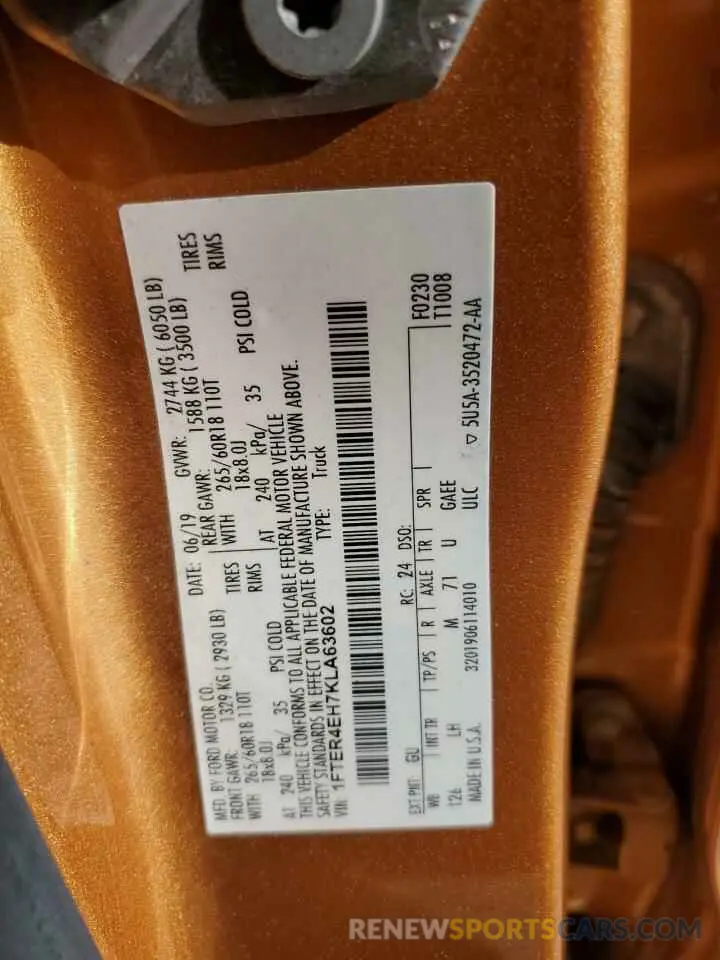 MFD. BY FORD MOTOR CO.
DATE: 06/19 GVWR: 2744 KG ( 6050 LB)
FRONT GAWR: 1329 KG ( 2930 LB) REAR GAWR: 1588 KG ( 3500 LB)
WITH 265/60R18 110T TIRES WITH 265/60R18 110T TIRES
18x8.0J RIMS 18x8.0J RIMS
AT 240 kPa/ 35 PSI COLD AT 240 kPa/ 35 PSI COLD
THIS VEHICLE CONFORMS TO ALL APPLICABLE FEDERAL MOTOR VEHICLE
SAFETY STANDARDS IN EFFECT ON THE DATE OF MANUFACTURE SHOWN ABOVE.
VIN: 1FTER4EH7KLA63602 TYPE: Truck
EXT PNT: GU RC: 24 DSO: F0230
WB INT TR TP/PS R AXLE TR SPR T1008
126 LH M 71 U GAEE
MADE IN U.S.A. 3201906114010 ULC ▽ 5U5A-3520472-AA
RENEWSPORTSCARS.COM